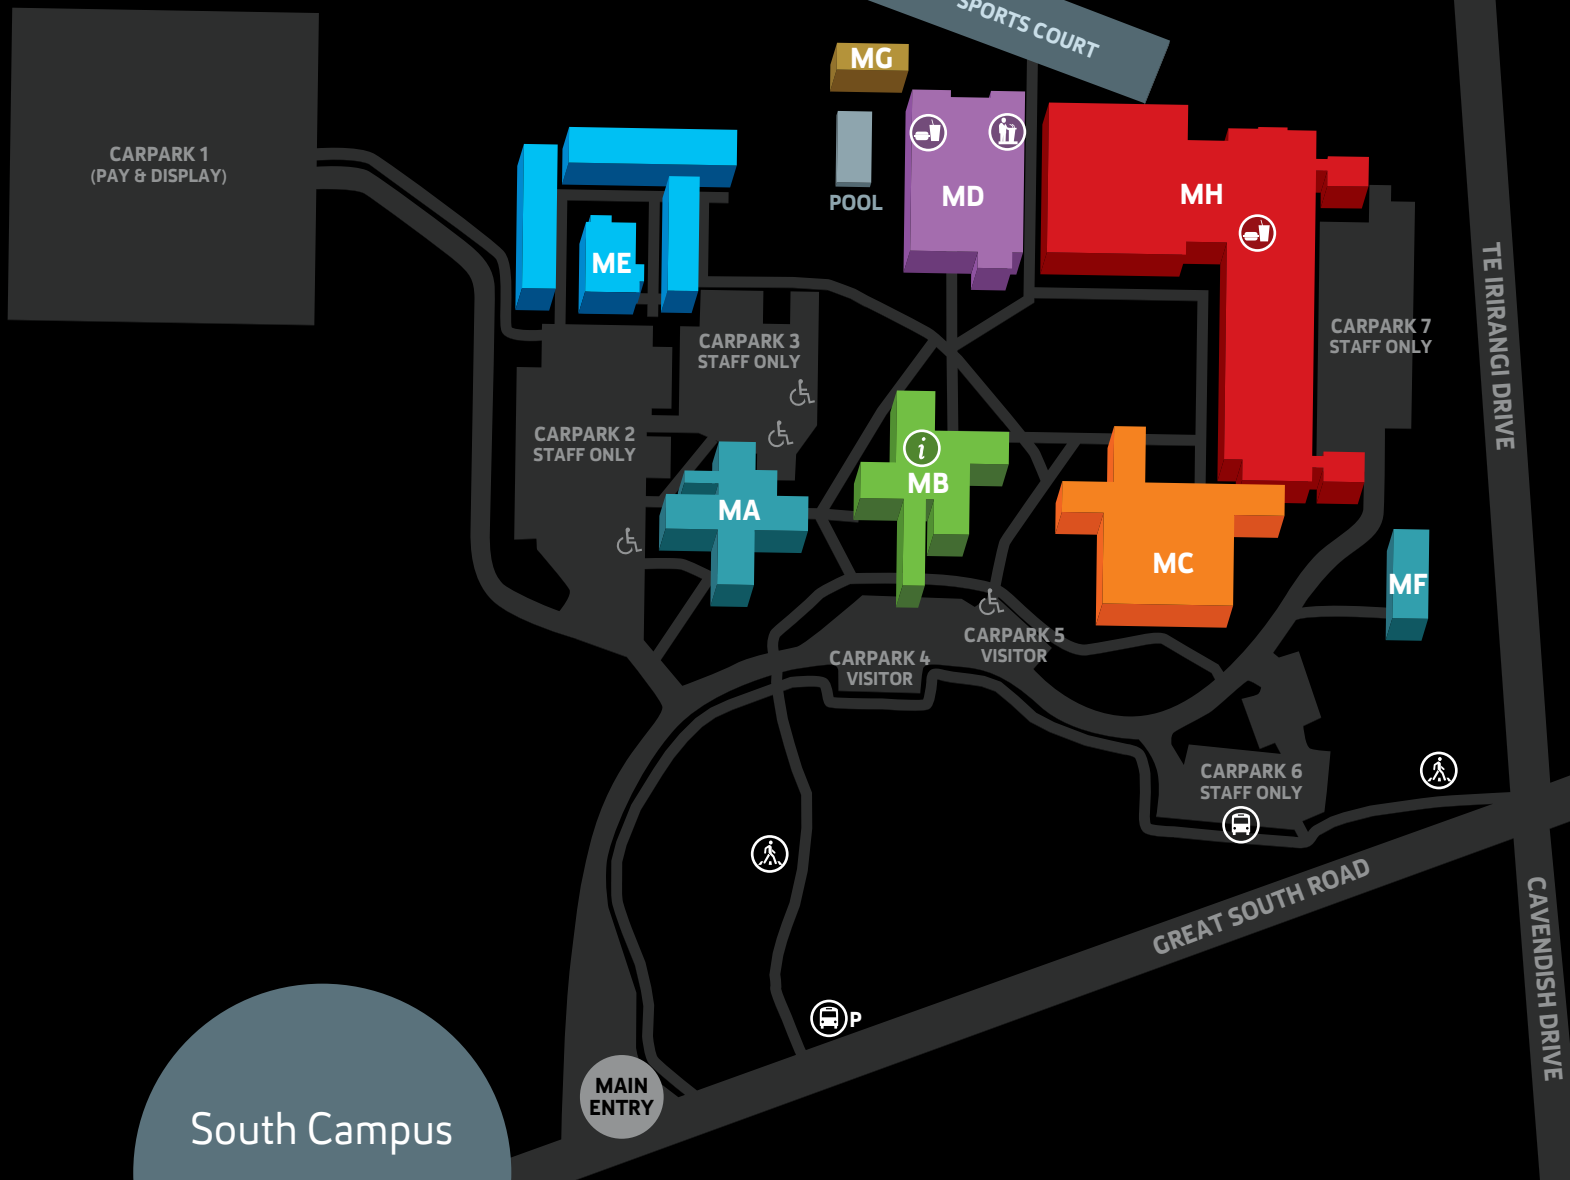 SPORTS COURT
MG
CARPARK 1
(PAY & DISPLAY)
POOL
MD
MH
ME
TE IRIRANGI DRIVE
CARPARK 3
STAFF ONLY
CARPARK 7
STAFF ONLY
CARPARK 2
STAFF ONLY
i
MB
MA
MC
MF
CARPARK 5
VISITOR
CARPARK 4
VISITOR
CARPARK 6
STAFF ONLY
GREAT SOUTH ROAD
CAVENDISH DRIVE
P
MAIN
ENTRY
South Campus